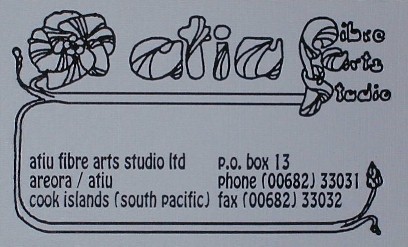 atiu Fibre
Arts
Studio
atiu fibre arts studio ltd
areora / atiu
cook islands (south pacific)
p.o. box 13
phone (00682) 33031
fax (00682) 33032